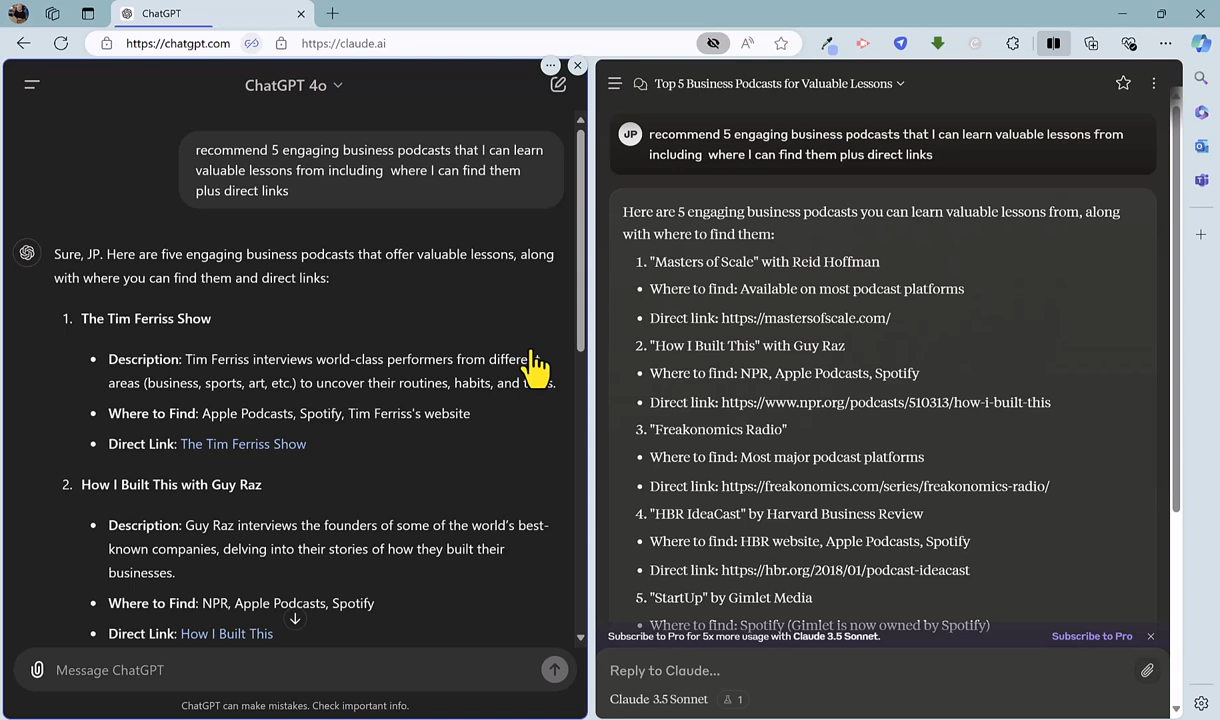 ChatGPT
https://chatgpt.com
https://claude.ai
ChatGPT 4o
recommend 5 engaging business podcasts that I can learn
valuable lessons from including where I can find them
plus direct links
Sure, JP. Here are five engaging business podcasts that offer valuable lessons, along
with where you can find them and direct links:
1. The Tim Ferriss Show
• Description: Tim Ferriss interviews world-class performers from different
areas (business, sports, art, etc.) to uncover their routines, habits, and
• Where to Find: Apple Podcasts, Spotify, Tim Ferriss's website
• Direct Link: The Tim Ferriss Show
2. How I Built This with Guy Raz
• Description: Guy Raz interviews the founders of some of the world's best-
known companies, delving into their stories of how they built their
businesses.
• Where to Find: NPR, Apple Podcasts, Spotify
• Direct Link: How I Built This
Message ChatGPT
ChatGPT can make mistakes. Check important info.
Top 5 Business Podcasts for Valuable Lessons
JP
recommend 5 engaging business podcasts that I can learn valuable lessons from
including where I can find them plus direct links
Here are 5 engaging business podcasts you can learn valuable lessons from, along
with where to find them:
1. "Masters of Scale" with Reid Hoffman
• Where to find: Available on most podcast platforms
• Direct link: https://mastersofscale.com/
2. "How I Built This" with Guy Raz
• Where to find: NPR, Apple Podcasts, Spotify
• Direct link: https://www.npr.org/podcasts/510313/how-i-built-this
3. "Freakonomics Radio"
• Where to find: Most major podcast platforms
• Direct link: https://freakonomics.com/series/freakonomics-radio/
4. "HBR IdeaCast" by Harvard Business Review
• Where to find: HBR website, Apple Podcasts, Spotify
• Direct link: https://hbr.org/2018/01/podcast-ideacast
5. "StartUp" by Gimlet Media
• Where to find: Spotify (Gimlet is now owned by Spotify)
Subscribe to Pro for 5x more usage with Claude 3.5 Sonnet.
Subscribe to Pro
Reply to Claude...
Claude 3.5 Sonnet
1